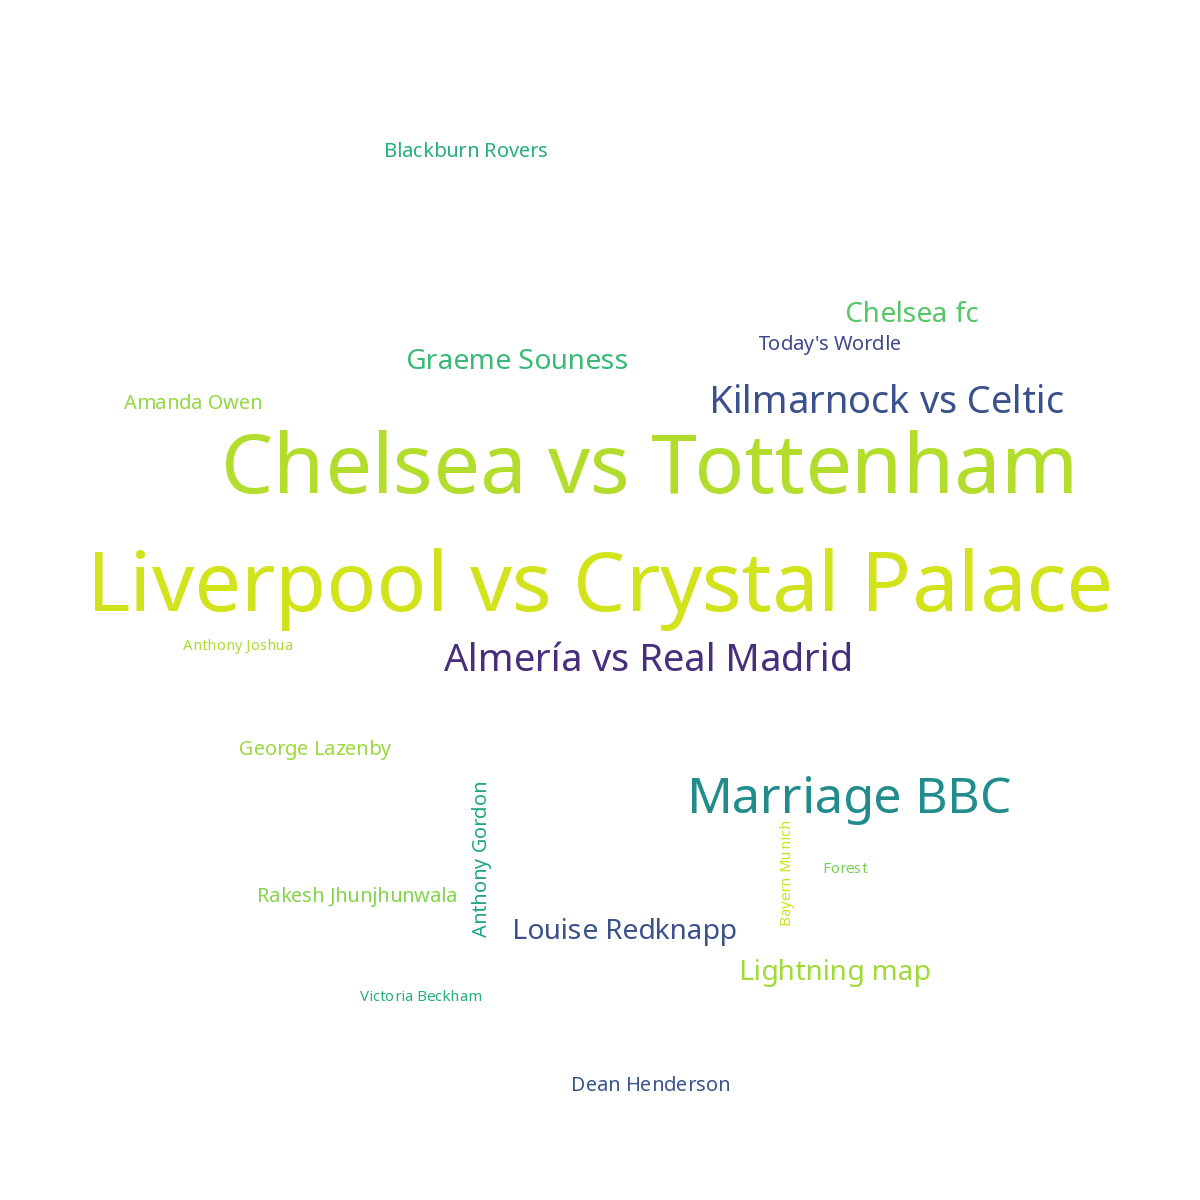 Blackburn Rovers
Chelsea fc
Today's Wordle
Graeme Souness
Kilmarnock vs Celtic
Amanda Owen
Chelsea vs Tottenham
Liverpool vs Crystal Palace
Anthony Joshua
Almería vs Real Madrid
George Lazenby
Marriage BBC
Anthony Gordon
Bayern Munich
Forest
Rakesh Jhunjhunwala
Louise Redknapp
Lightning map
Victoria Beckham
Dean Henderson